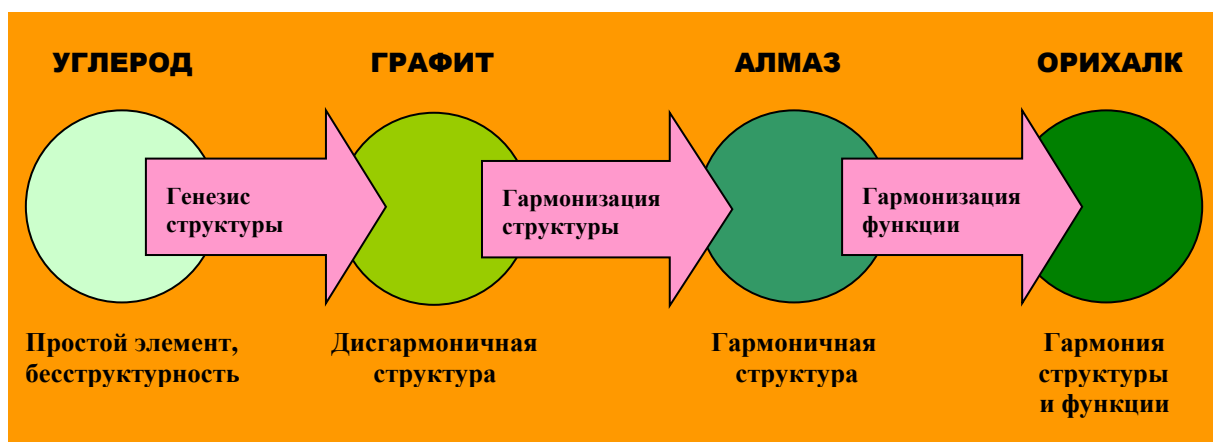 УГЛЕРОД
ГРАФИТ
АЛМАЗ
ОРИХАЛК
Генезис
структуры
Гармонизация
структуры
Гармонизация
функции
Простой элемент,
бесструктурность
Дисгармоничная
структура
Гармоничная
структура
Гармония
структуры
и функции